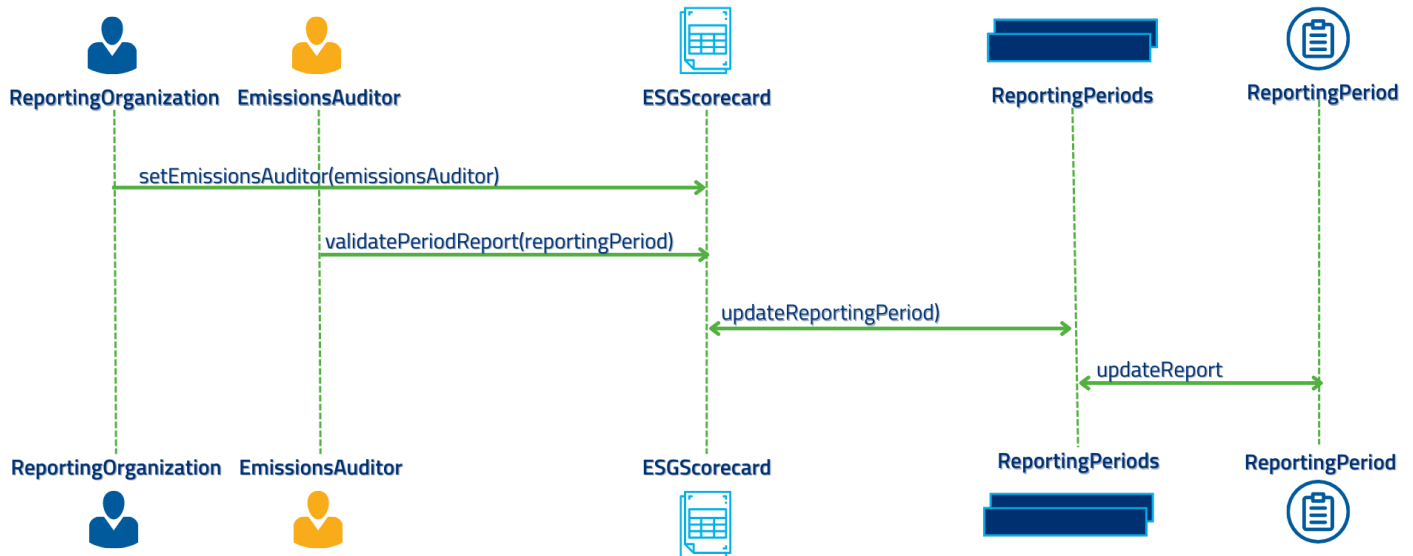 ReportingOrganization
EmissionsAuditor
ESGScorecard
ReportingPeriods
ReportingPeriod
setEmissionsAuditor(emissionsAuditor)
validatePeriodReport(reportingPeriod)
updateReportingPeriod)
updateReport
ReportingOrganization
EmissionsAuditor
ESGScorecard
ReportingPeriods
ReportingPeriod